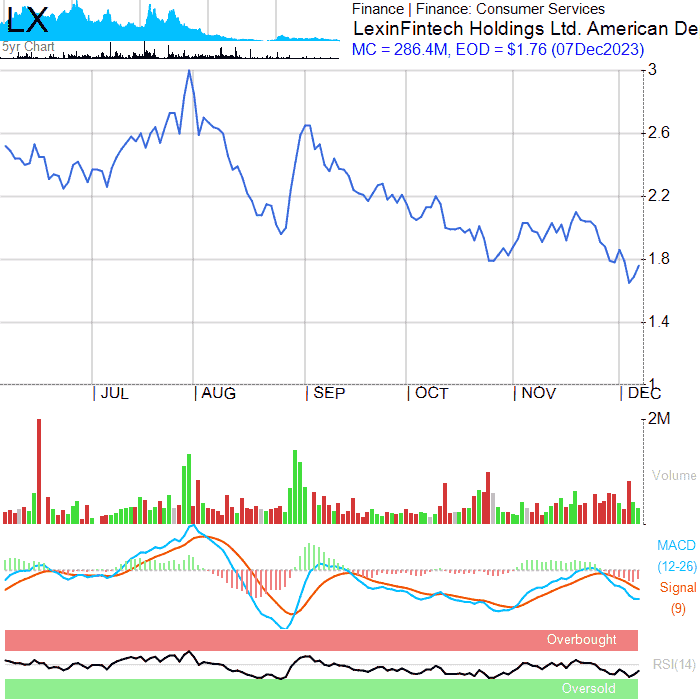 LX
5yr Chart
Finance | Finance: Consumer Services
LexinFintech Holdings Ltd. American De
MC = 286.4M, EOD = $1.76 (07Dec2023)
3
2.6
2.2
1.8
1.4
1
JUL
AUG
SEP
OCT
NOV
DEC
2M
Volume
MACD
(12-26)
Signal
(9)
Overbought
RSI(14)
Oversold